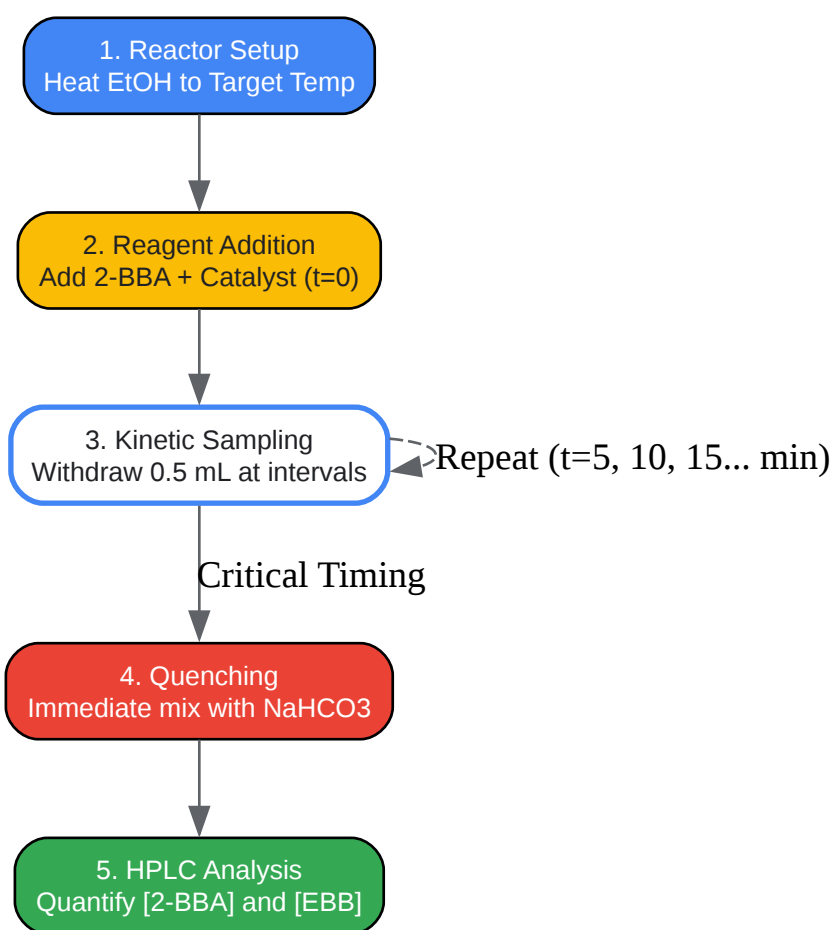 1. Reactor Setup
Heat EtOH to Target Temp
2. Reagent Addition
Add 2-BBA + Catalyst (t=0)
3. Kinetic Sampling
Withdraw 0.5 mL at intervals
Repeat (t=5, 10, 15... min)
Critical Timing
4. Quenching
Immediate mix with NaHCO3
5. HPLC Analysis
Quantify [2-BBA] and [EBB]